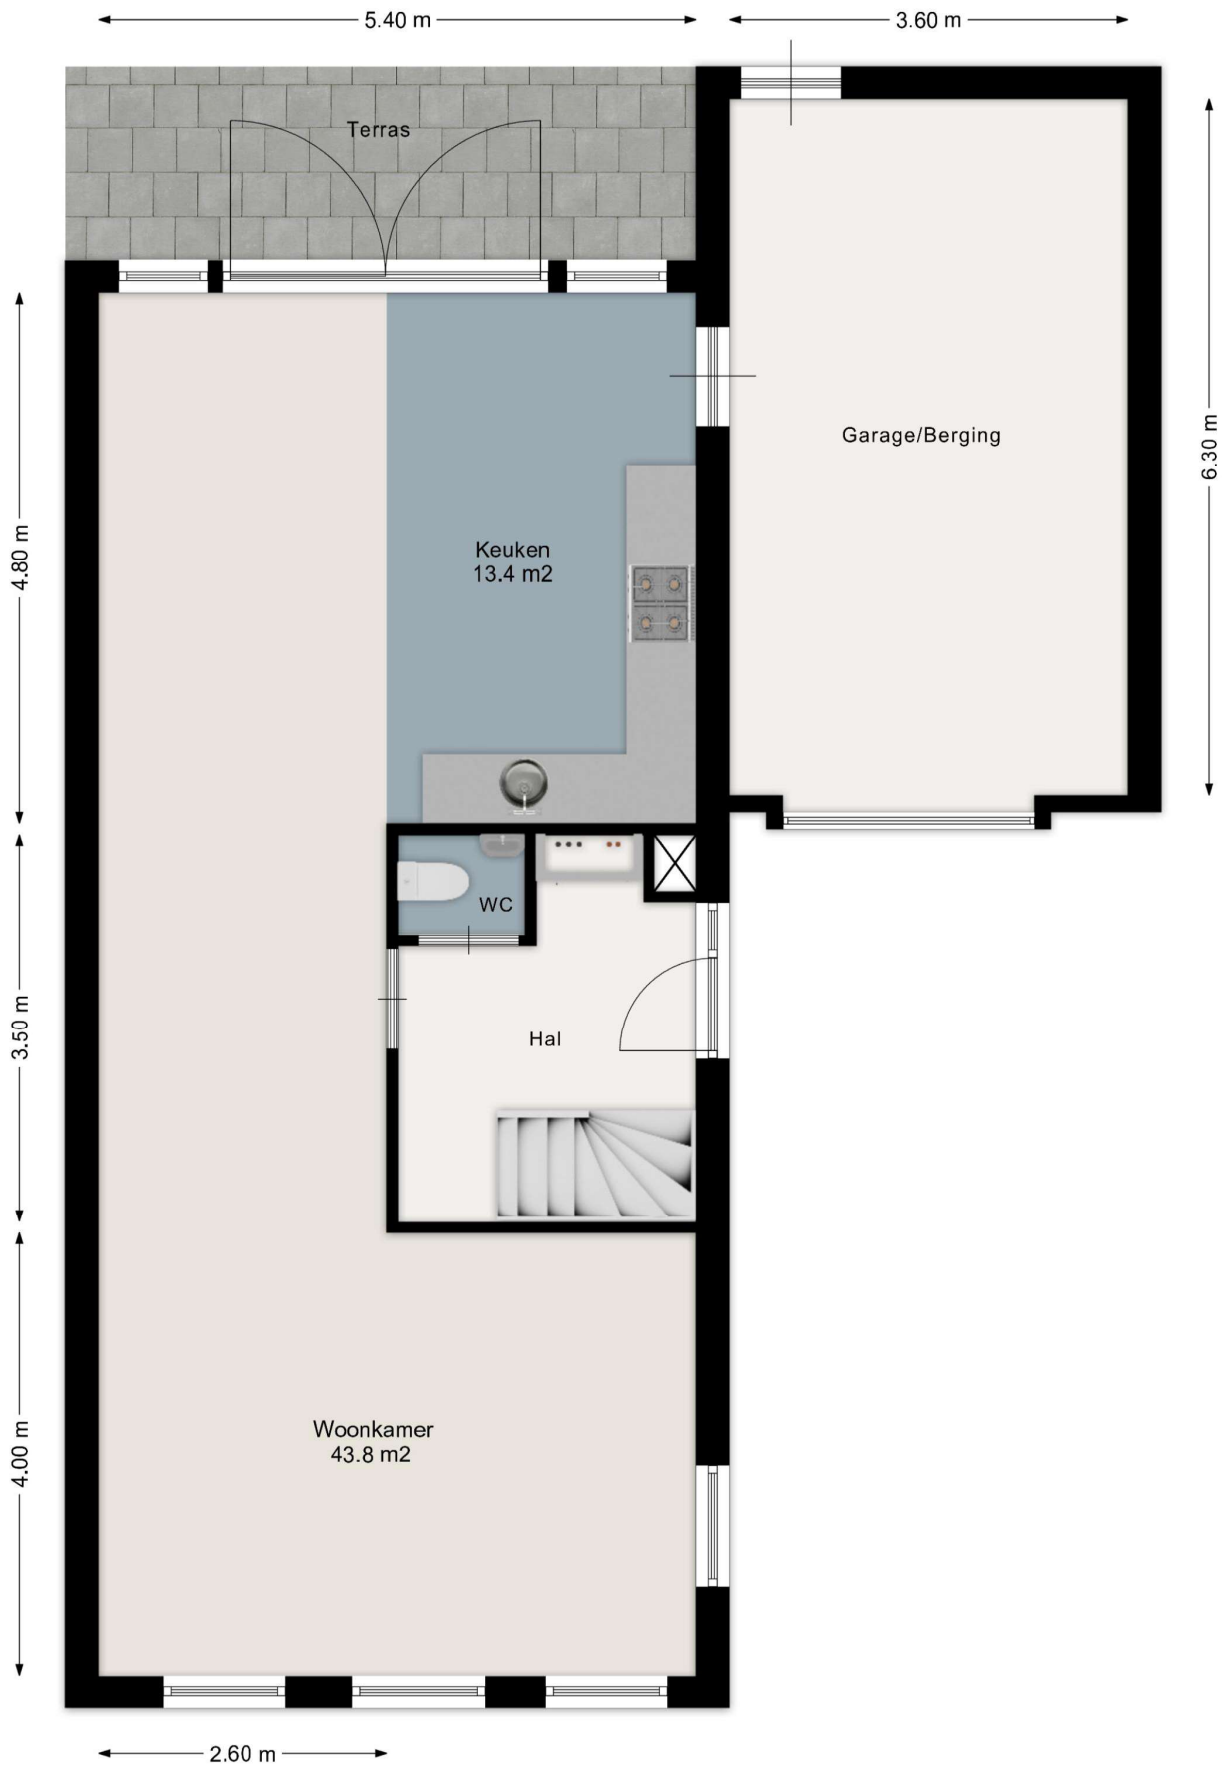 5.40 m
3.60 m
Terras
6.30 m
Garage/Berging
4.80 m
Keuken
13.4 m2
WC
3.50 m
Hal
4.00 m
Woonkamer
43.8 m2
2.60 m